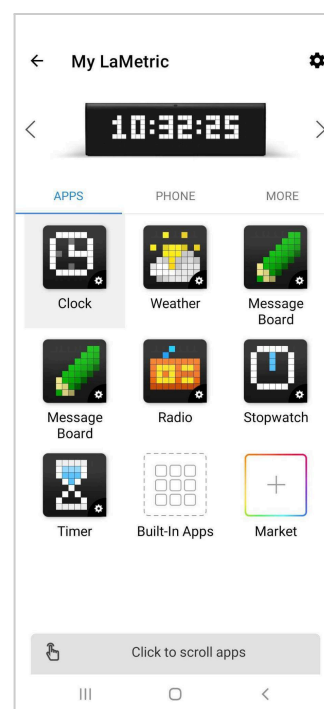 My LaMetric
10:32:25
APPS
PHONE
MORE
Clock
Weather
Message
Board
Message
Board
Radio
Stopwatch
Timer
Built-In Apps
Market
Click to scroll apps